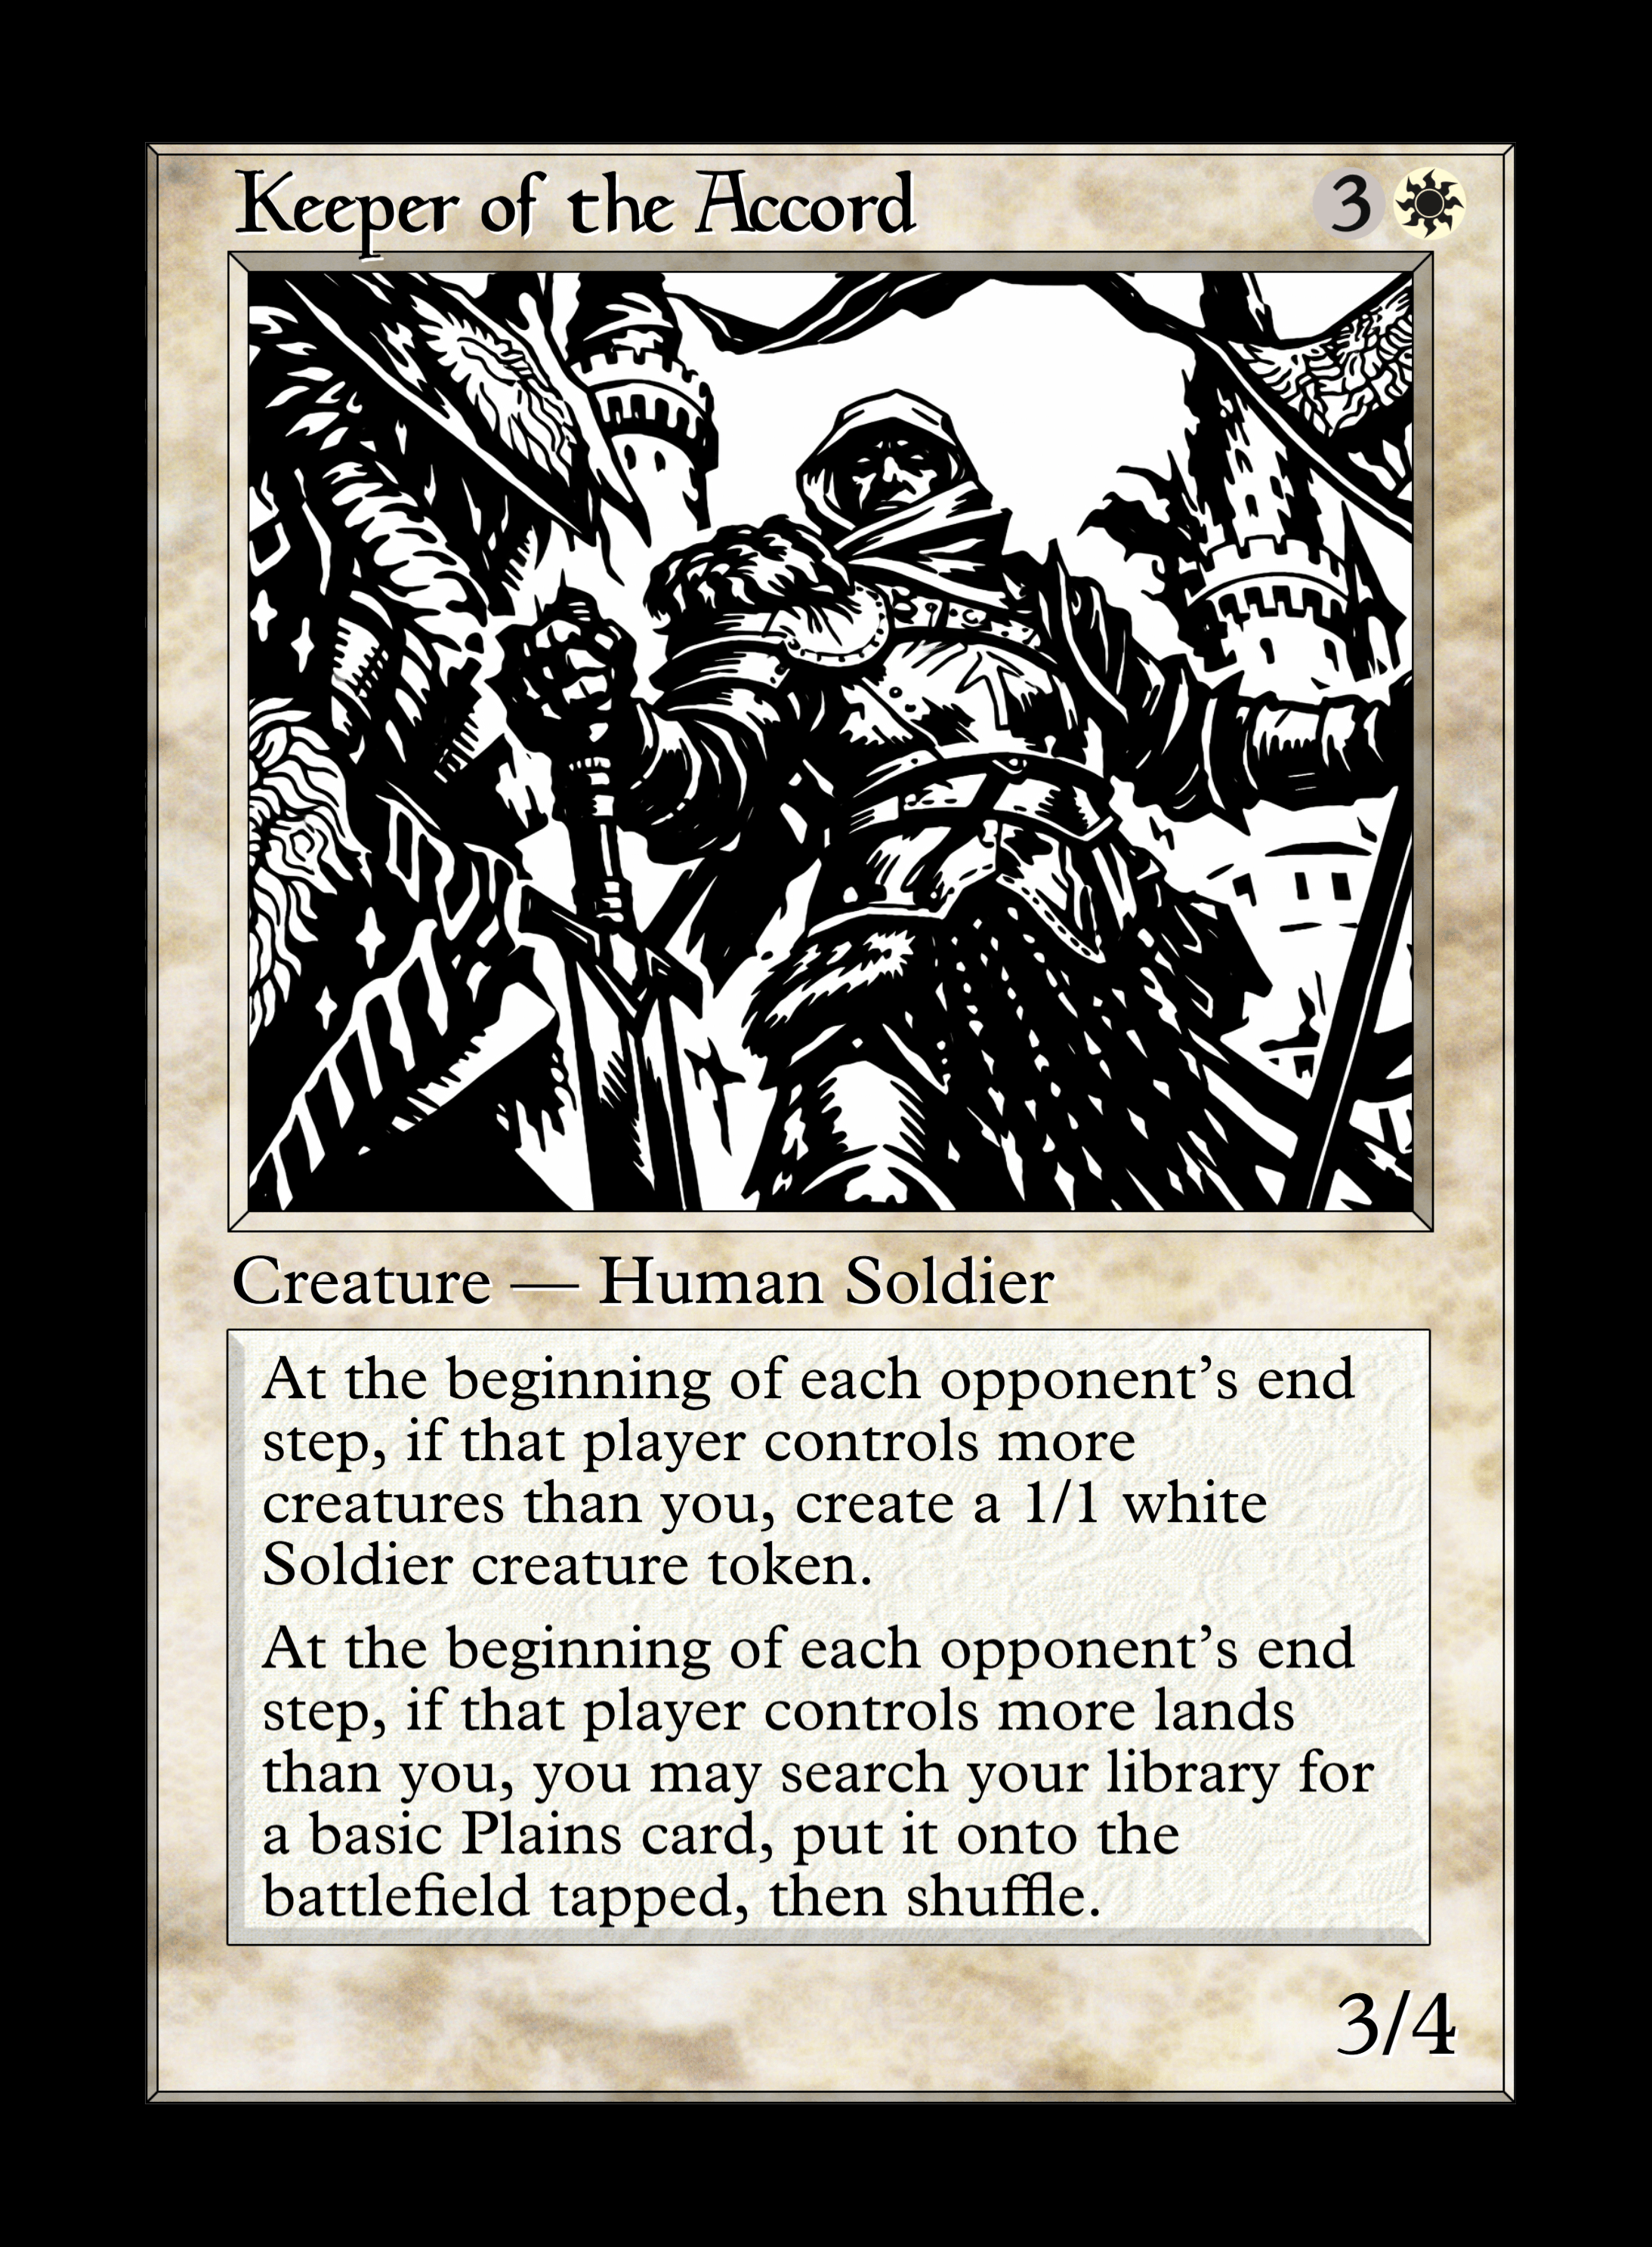 Keeper of the Accord 3
Creature — Human Soldier
At the beginning of each opponent’s end
step, if that player controls more
creatures than you, create a 1/1 white
Soldier creature token.
At the beginning of each opponent’s end
step, if that player controls more lands
than you, you may search your library for
a basic Plains card, put it onto the
battlefield tapped, then shuffle.
3/4